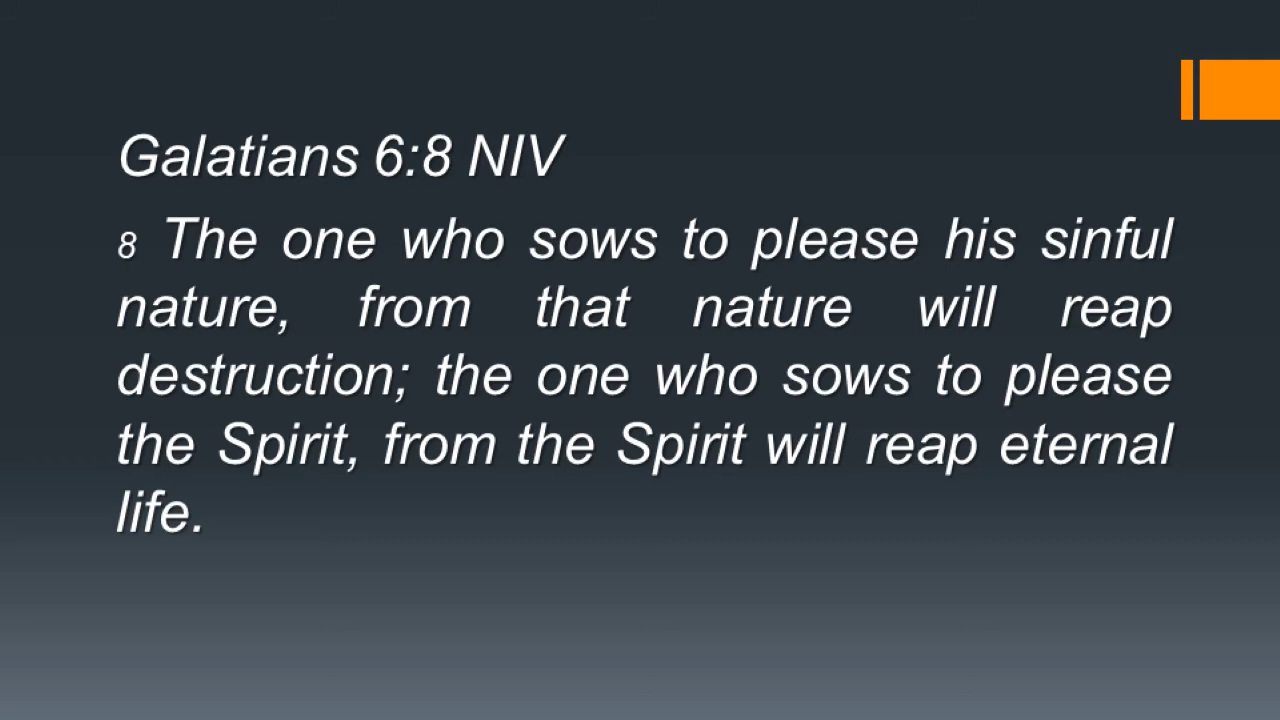 Galatians 6:8 NIV
8 The one who sows to please his sinful
nature, from that nature will reap
destruction; the one who sows to please
the Spirit, from the Spirit will reap eternal
life.